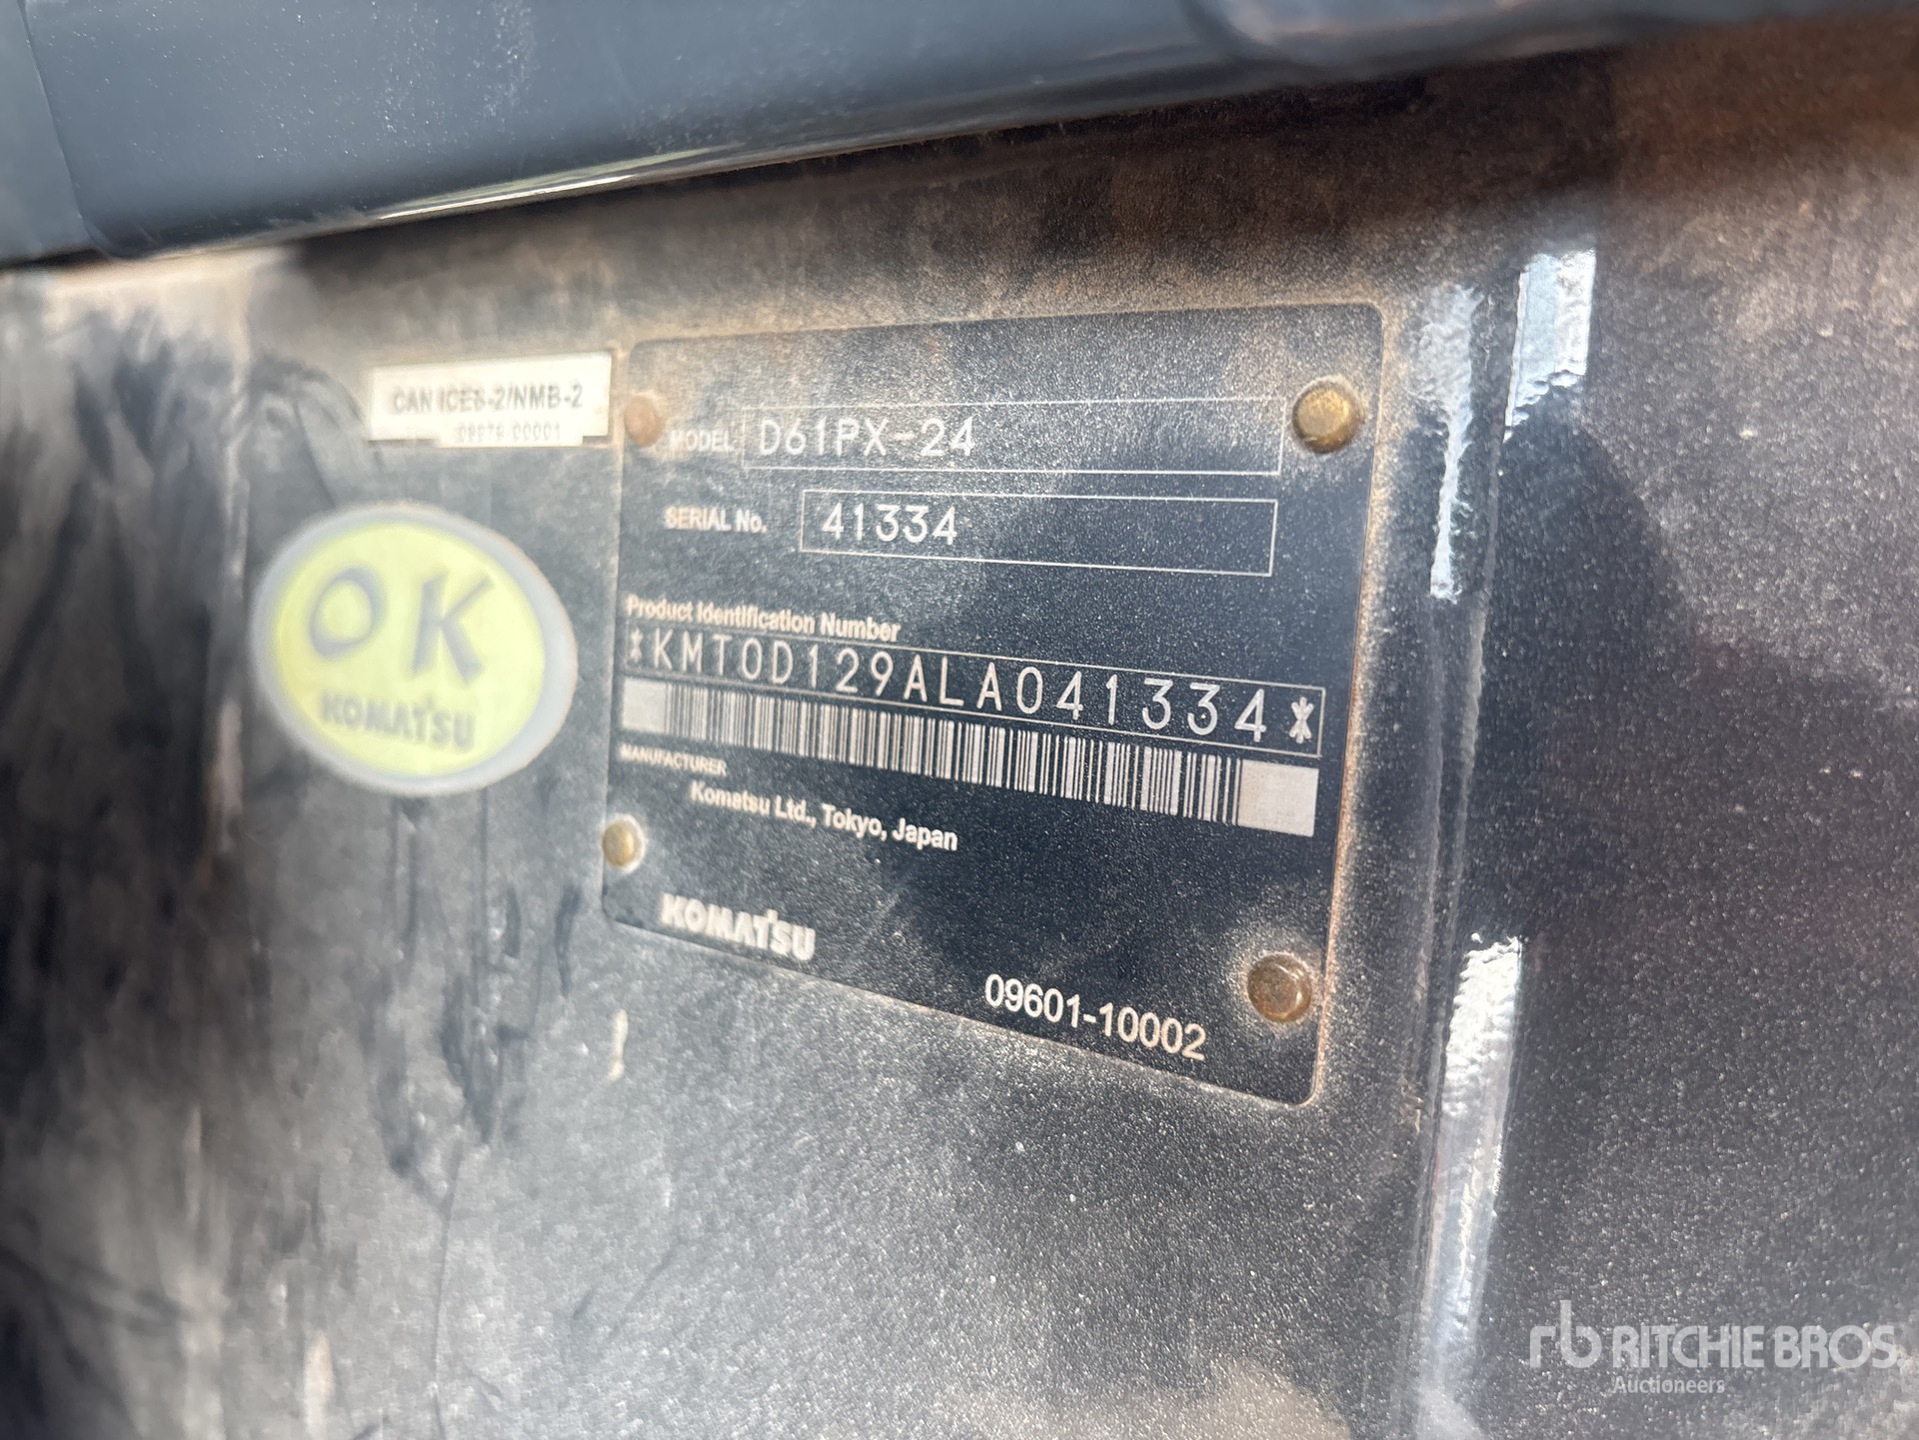 CAN ICES-2/NMB-2
MODEL D61PX-24
SERIAL No. 41334
OK
KOMATSU
Product Identification Number
*KMT0D129ALA041334*
MANUFACTURER
Komatsu Ltd., Tokyo, Japan
KOMATSU
09601-10002
rb RITCHIE BROS.
Auctioneers